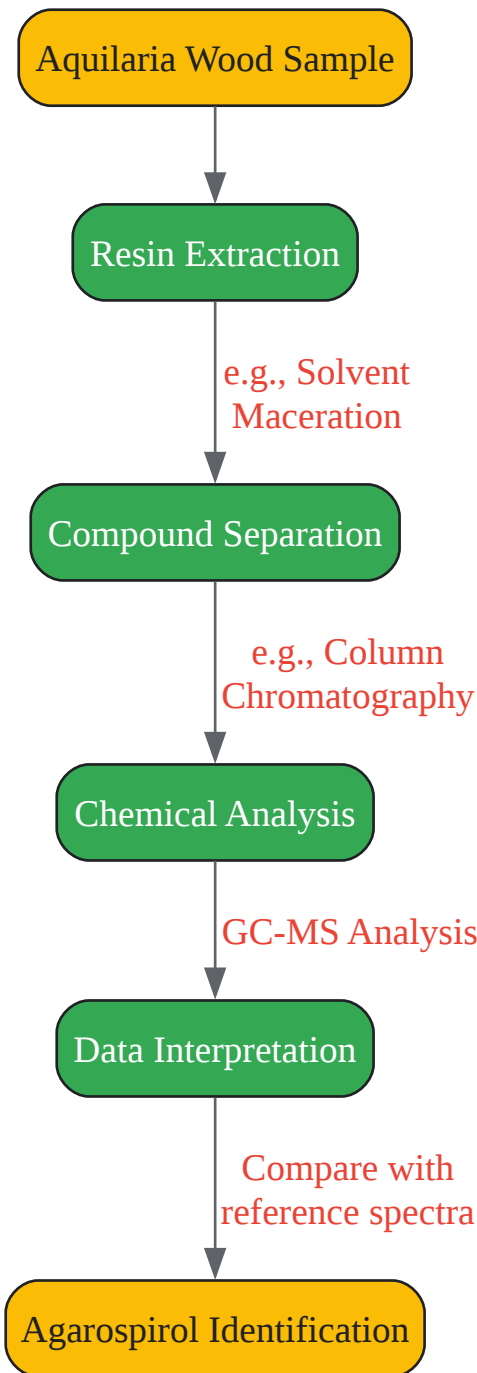 Aquilaria Wood Sample
Resin Extraction
e.g., Solvent
Maceration
Compound Separation
e.g., Column
Chromatography
Chemical Analysis
GC-MS Analysis
Data Interpretation
Compare with
reference spectra
Agarospirol Identification